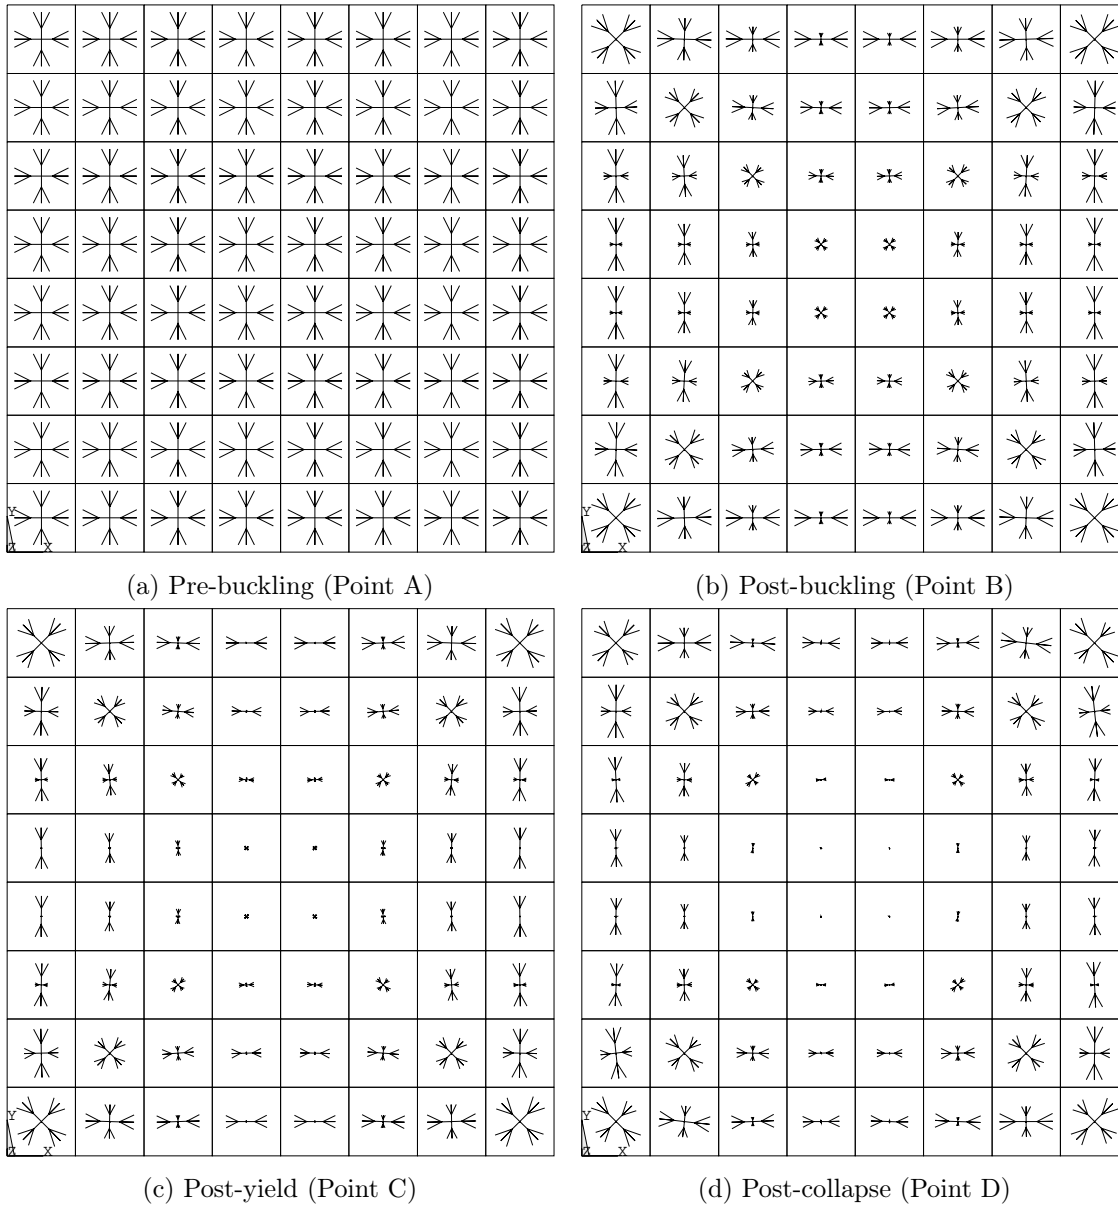 Y
Z X
Y
Z X
(a) Pre-buckling (Point A)
(b) Post-buckling (Point B)
Y
Z X
(c) Post-yield (Point C)
(d) Post-collapse (Point D)
Y
Z X